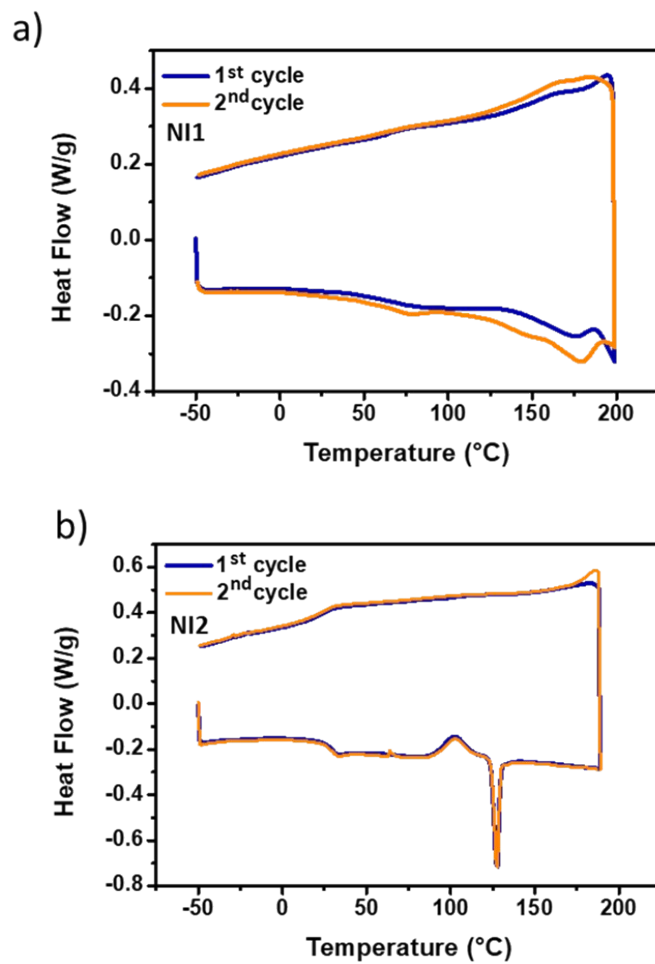 a)
1st cycle
2nd cycle
NI1
Heat Flow (W/g)
0.4
0.2
0.0
-0.2
-0.4
-50 0 50 100 150 200
Temperature (°C)
b)
1st cycle
2nd cycle
NI2
Heat Flow (W/g)
0.6
0.4
0.2
0.0
-0.2
-0.4
-0.6
-0.8
-50 0 50 100 150 200
Temperature (°C)